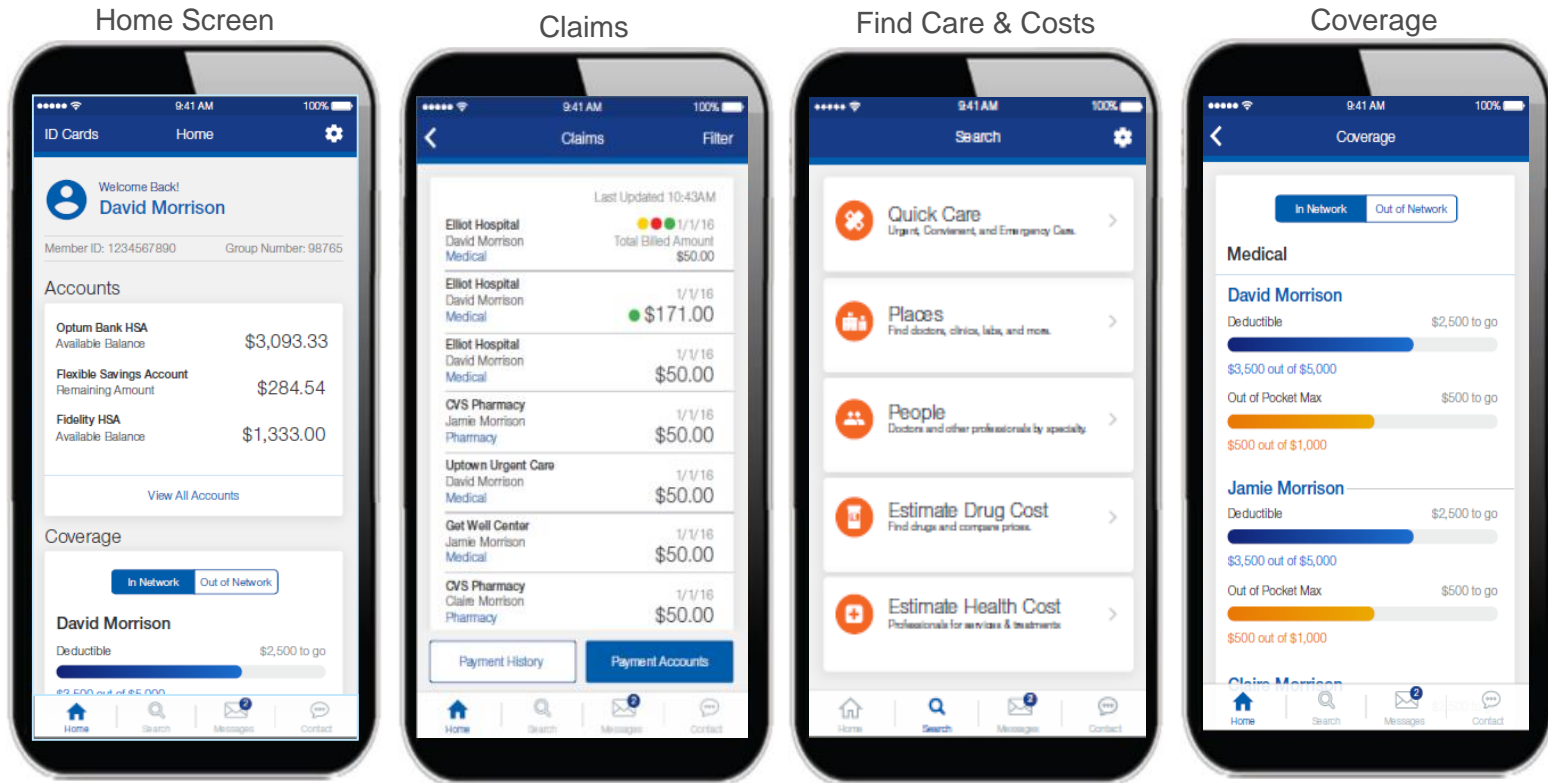 Home Screen
9:41 AM 100%
ID Cards Home
Welcome Back!
David Morrison
Member ID: 1234567890 Group Number: 98765
Accounts
Optum Bank HSA
Available Balance $3,093.33
Flexible Savings Account
Remaining Amount $284.54
Fidelity HSA
Available Balance $1,333.00
View All Accounts
Coverage
In Network Out of Network
David Morrison
Deductible $2,500 to go
$3,500 out of $5,000
2
Home Search Messages Contact
Claims
9:41 AM 100%
Claims Filter
Last Updated 10:43AM
Elliot Hospital 1/1/16
David Morrison Total Billed Amount
Medical $50.00
Elliot Hospital 1/1/16
David Morrison
Medical $171.00
Elliot Hospital 1/1/16
David Morrison
Medical $50.00
CVS Pharmacy 1/1/16
Jamie Morrison
Pharmacy $50.00
Uptown Urgent Care 1/1/16
David Morrison
Medical $50.00
Get Well Center 1/1/16
Jamie Morrison
Medical $50.00
CVS Pharmacy 1/1/16
Claire Morrison
Pharmacy $50.00
Payment History Payment Accounts
2
Home Search Messages Contact
Find Care & Costs
9:41 AM 100%
Search
Quick Care
Urgent, Convienent, and Emergency Care.
Places
Find doctors, clinics, labs, and more.
People
Doctors and other professionals by specialty.
Estimate Drug Cost
Find drugs and compare prices.
Estimate Health Cost
Professionals for services & treatments
2
Home Search Messages Contact
Coverage
9:41 AM 100%
Coverage
In Network Out of Network
Medical
David Morrison
Deductible $2,500 to go
$3,500 out of $5,000
Out of Pocket Max $500 to go
$500 out of $1,000
Jamie Morrison
Deductible $2,500 to go
$3,500 out of $5,000
Out of Pocket Max $500 to go
$500 out of $1,000
Claire Morrison
2
Home Search Messages Contact